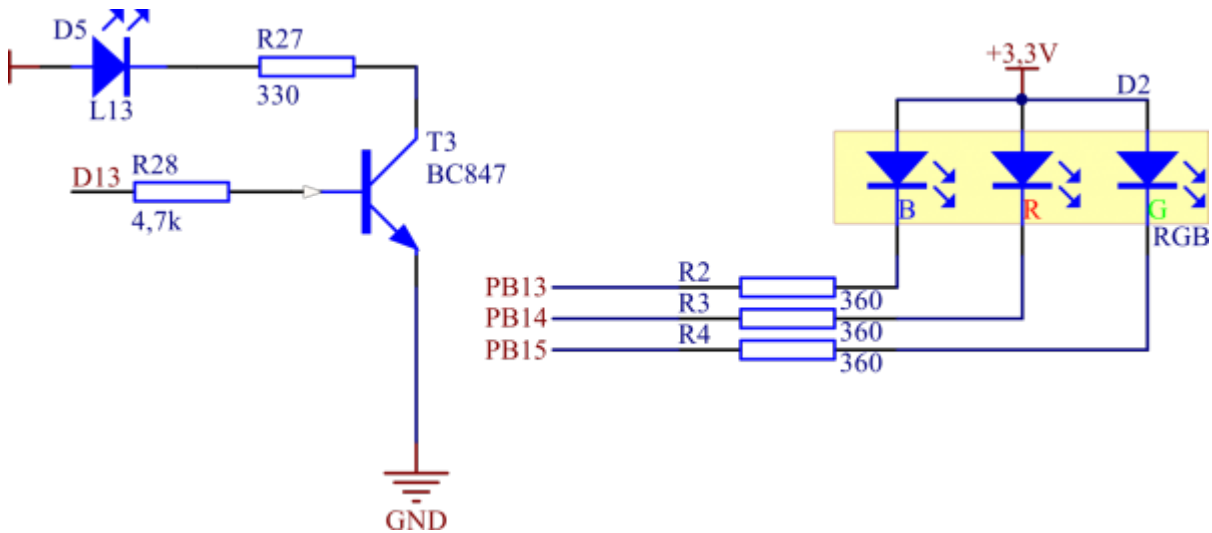 D5
R27
330
L13
T3
BC847
D13
R28
4,7k
GND
+3,3V
D2
B
R
G
RGB
PB13
R2
360
PB14
R3
360
PB15
R4
360